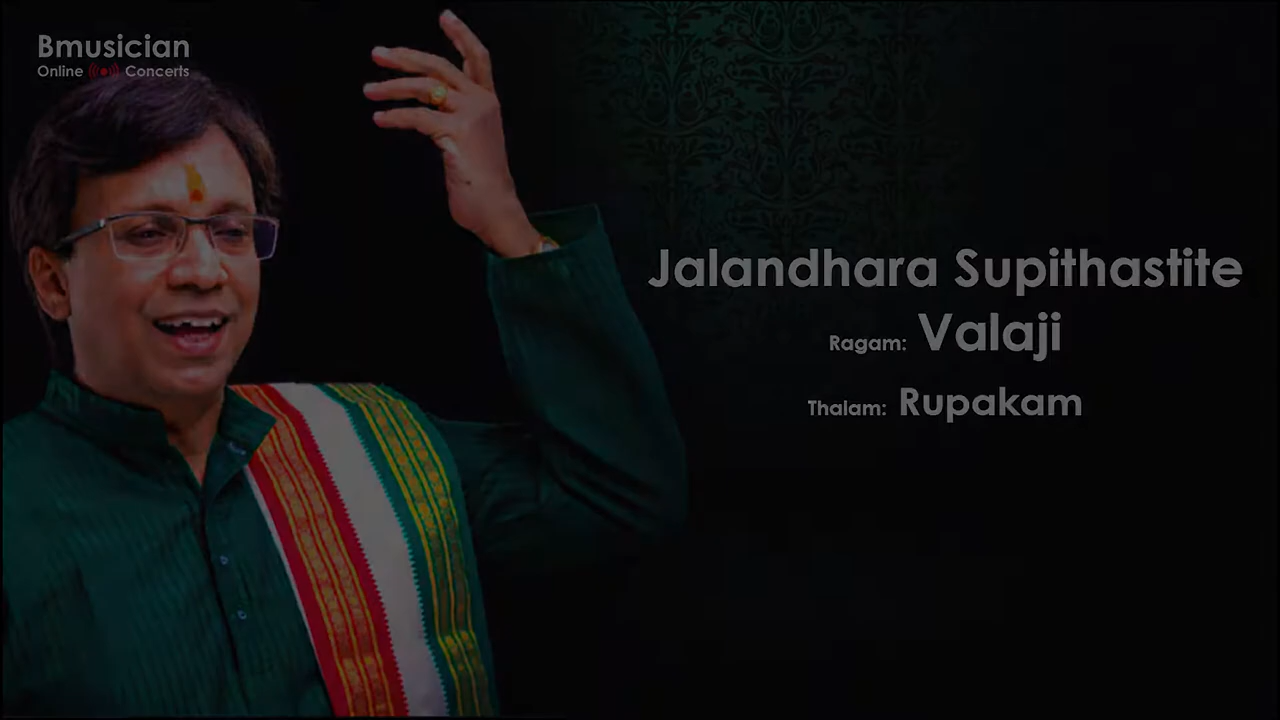 Bmusician
Online Concerts
Jalandhara Supithastite
Ragam: Valaji
Thalam: Rupakam